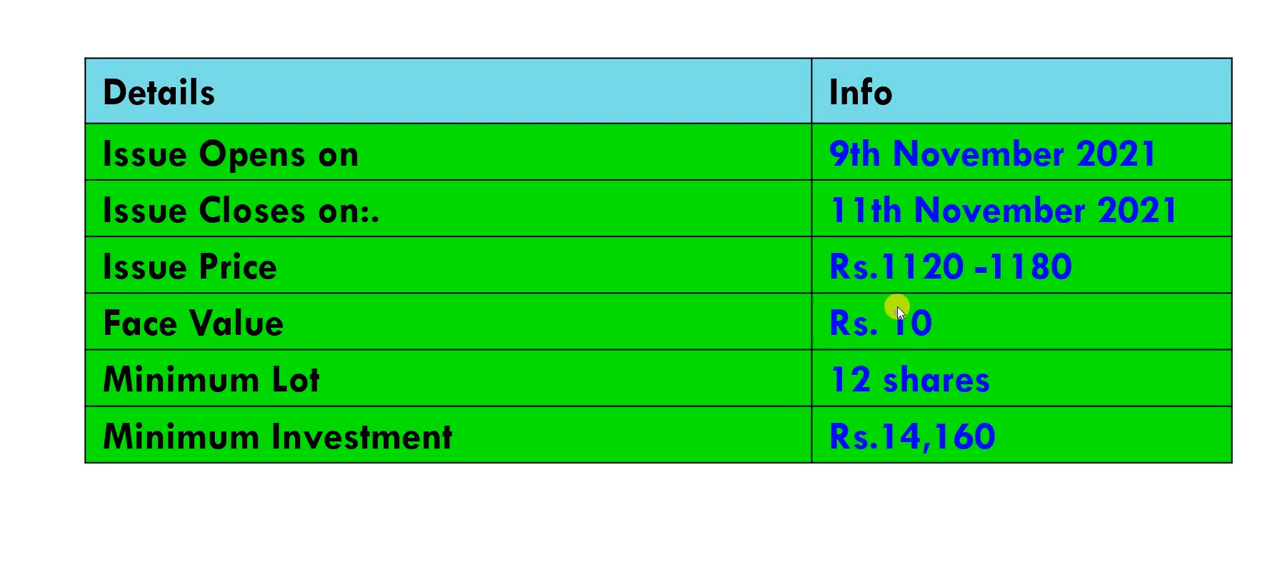 Details Info
Issue Opens on 9th November 2021
Issue Closes on:. 11th November 2021
Issue Price Rs.1120 -1180
Face Value Rs. 10
Minimum Lot 12 shares
Minimum Investment Rs.14,160